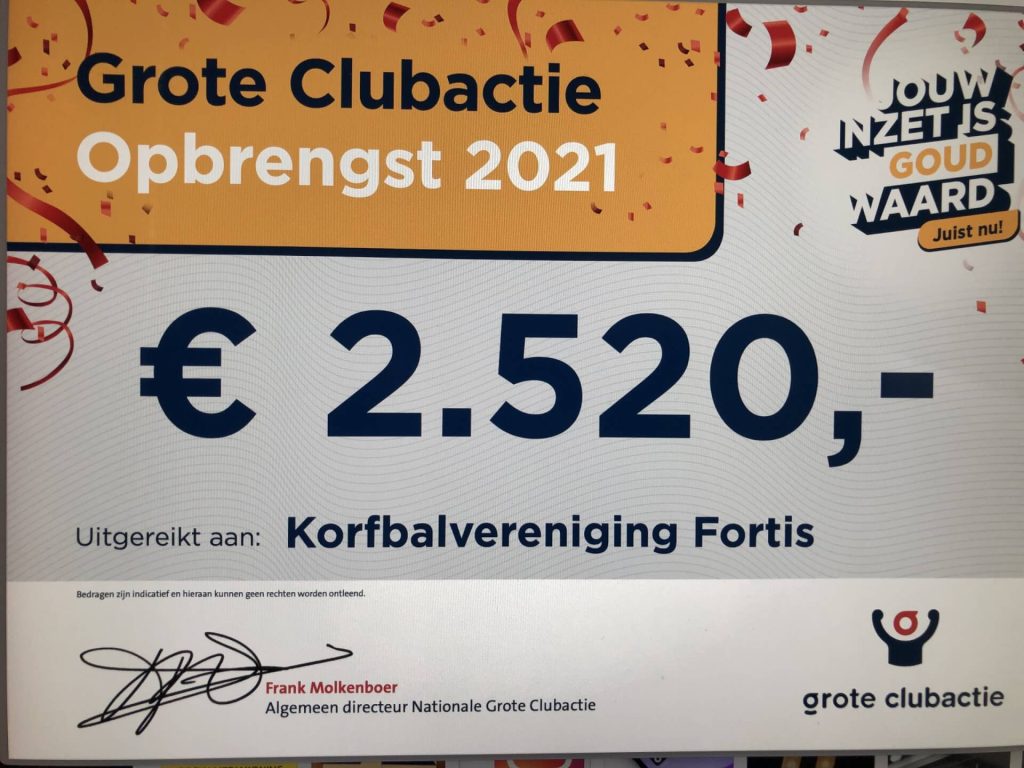 Grote Clubactie
Opbrengst 2021
JOUW
INZET IS
GOUD
WAARD
Juist nu!
€ 2.520,-
Uitgereikt aan: Korfbalvereniging Fortis
Bedragen zijn indicatief en hieraan kunnen geen rechten worden ontleend.
Frank Molkenboer
Algemeen directeur Nationale Grote Clubactie
grote clubactie